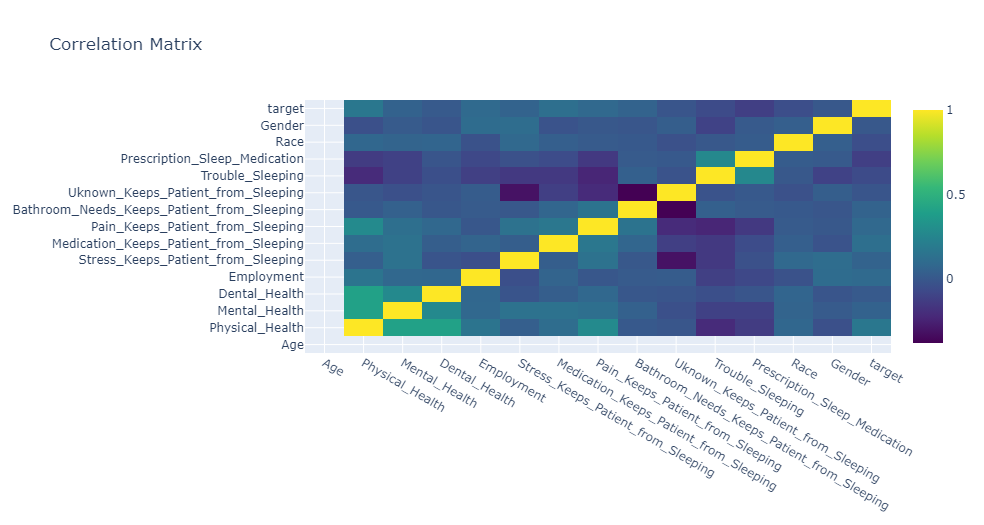 Correlation Matrix
target
Gender
Race
Prescription_Sleep_Medication
Trouble_Sleeping
Uknown_Keeps_Patient_from_Sleeping
Bathroom_Needs_Keeps_Patient_from_Sleeping
Pain_Keeps_Patient_from_Sleeping
Medication_Keeps_Patient_from_Sleeping
Stress_Keeps_Patient_from_Sleeping
Employment
Dental_Health
Mental_Health
Physical_Health
Age
Age
Physical_Health
Mental_Health
Dental_Health
Employment
Stress_Keeps_Patient_from_Sleeping
Medication_Keeps_Patient_from_Sleeping
Pain_Keeps_Patient_from_Sleeping
Bathroom_Needs_Keeps_Patient_from_Sleeping
Uknown_Keeps_Patient_from_Sleeping
Trouble_Sleeping
Prescription_Sleep_Medication
Race
Gender
target
1
0.5
0